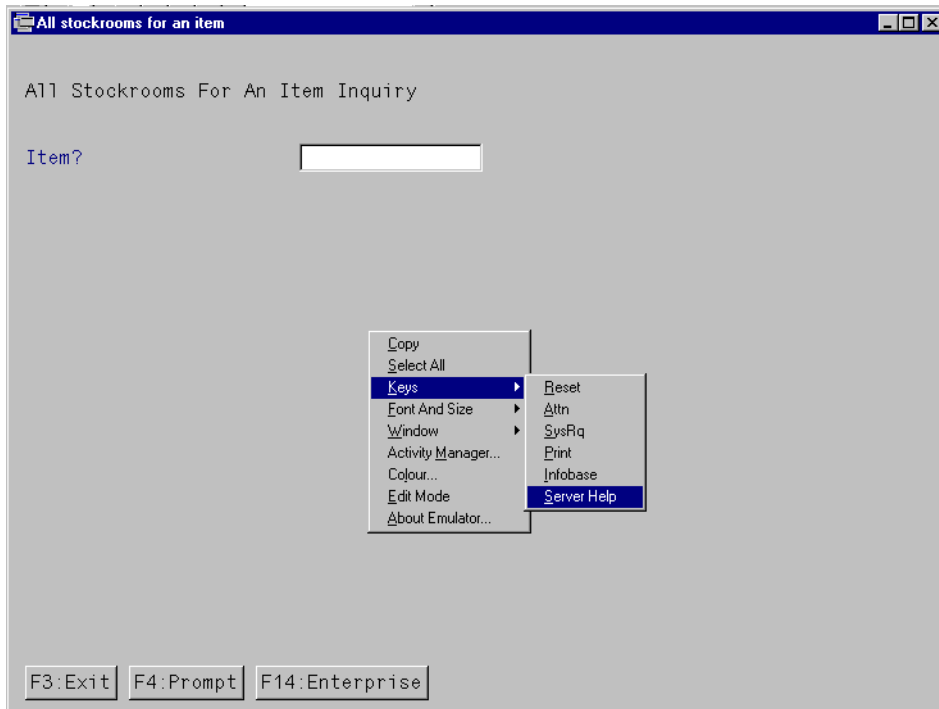 All stockrooms for an item
All Stockrooms For An Item Inquiry
Item?
Copy
Select All
Keys
Font And Size
Window
Activity Manager...
Colour...
Edit Mode
About Emulator...
Reset
Attn
SysRq
Print
Infobase
Server Help
F3:Exit F4:Prompt F14:Enterprise